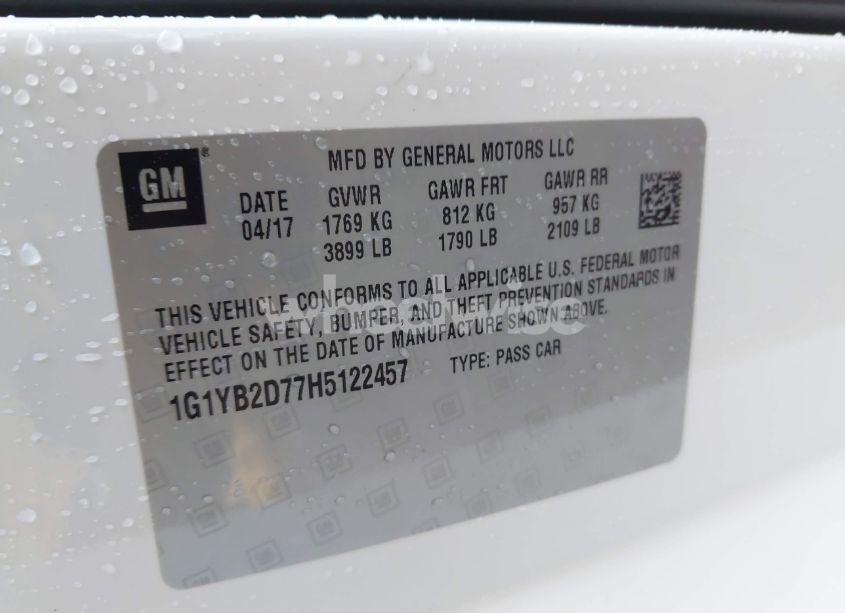 GM ®
MFD BY GENERAL MOTORS LLC
DATE GVWR GAWR FRT GAWR RR
04/17 1769 KG 812 KG 957 KG
3899 LB 1790 LB 2109 LB
THIS VEHICLE CONFORMS TO ALL APPLICABLE U.S. FEDERAL MOTOR
VEHICLE SAFETY, BUMPER, AND THEFT PREVENTION STANDARDS IN
EFFECT ON THE DATE OF MANUFACTURE SHOWN ABOVE.
1G1YB2D77H5122457 TYPE: PASS CAR
wheelwise